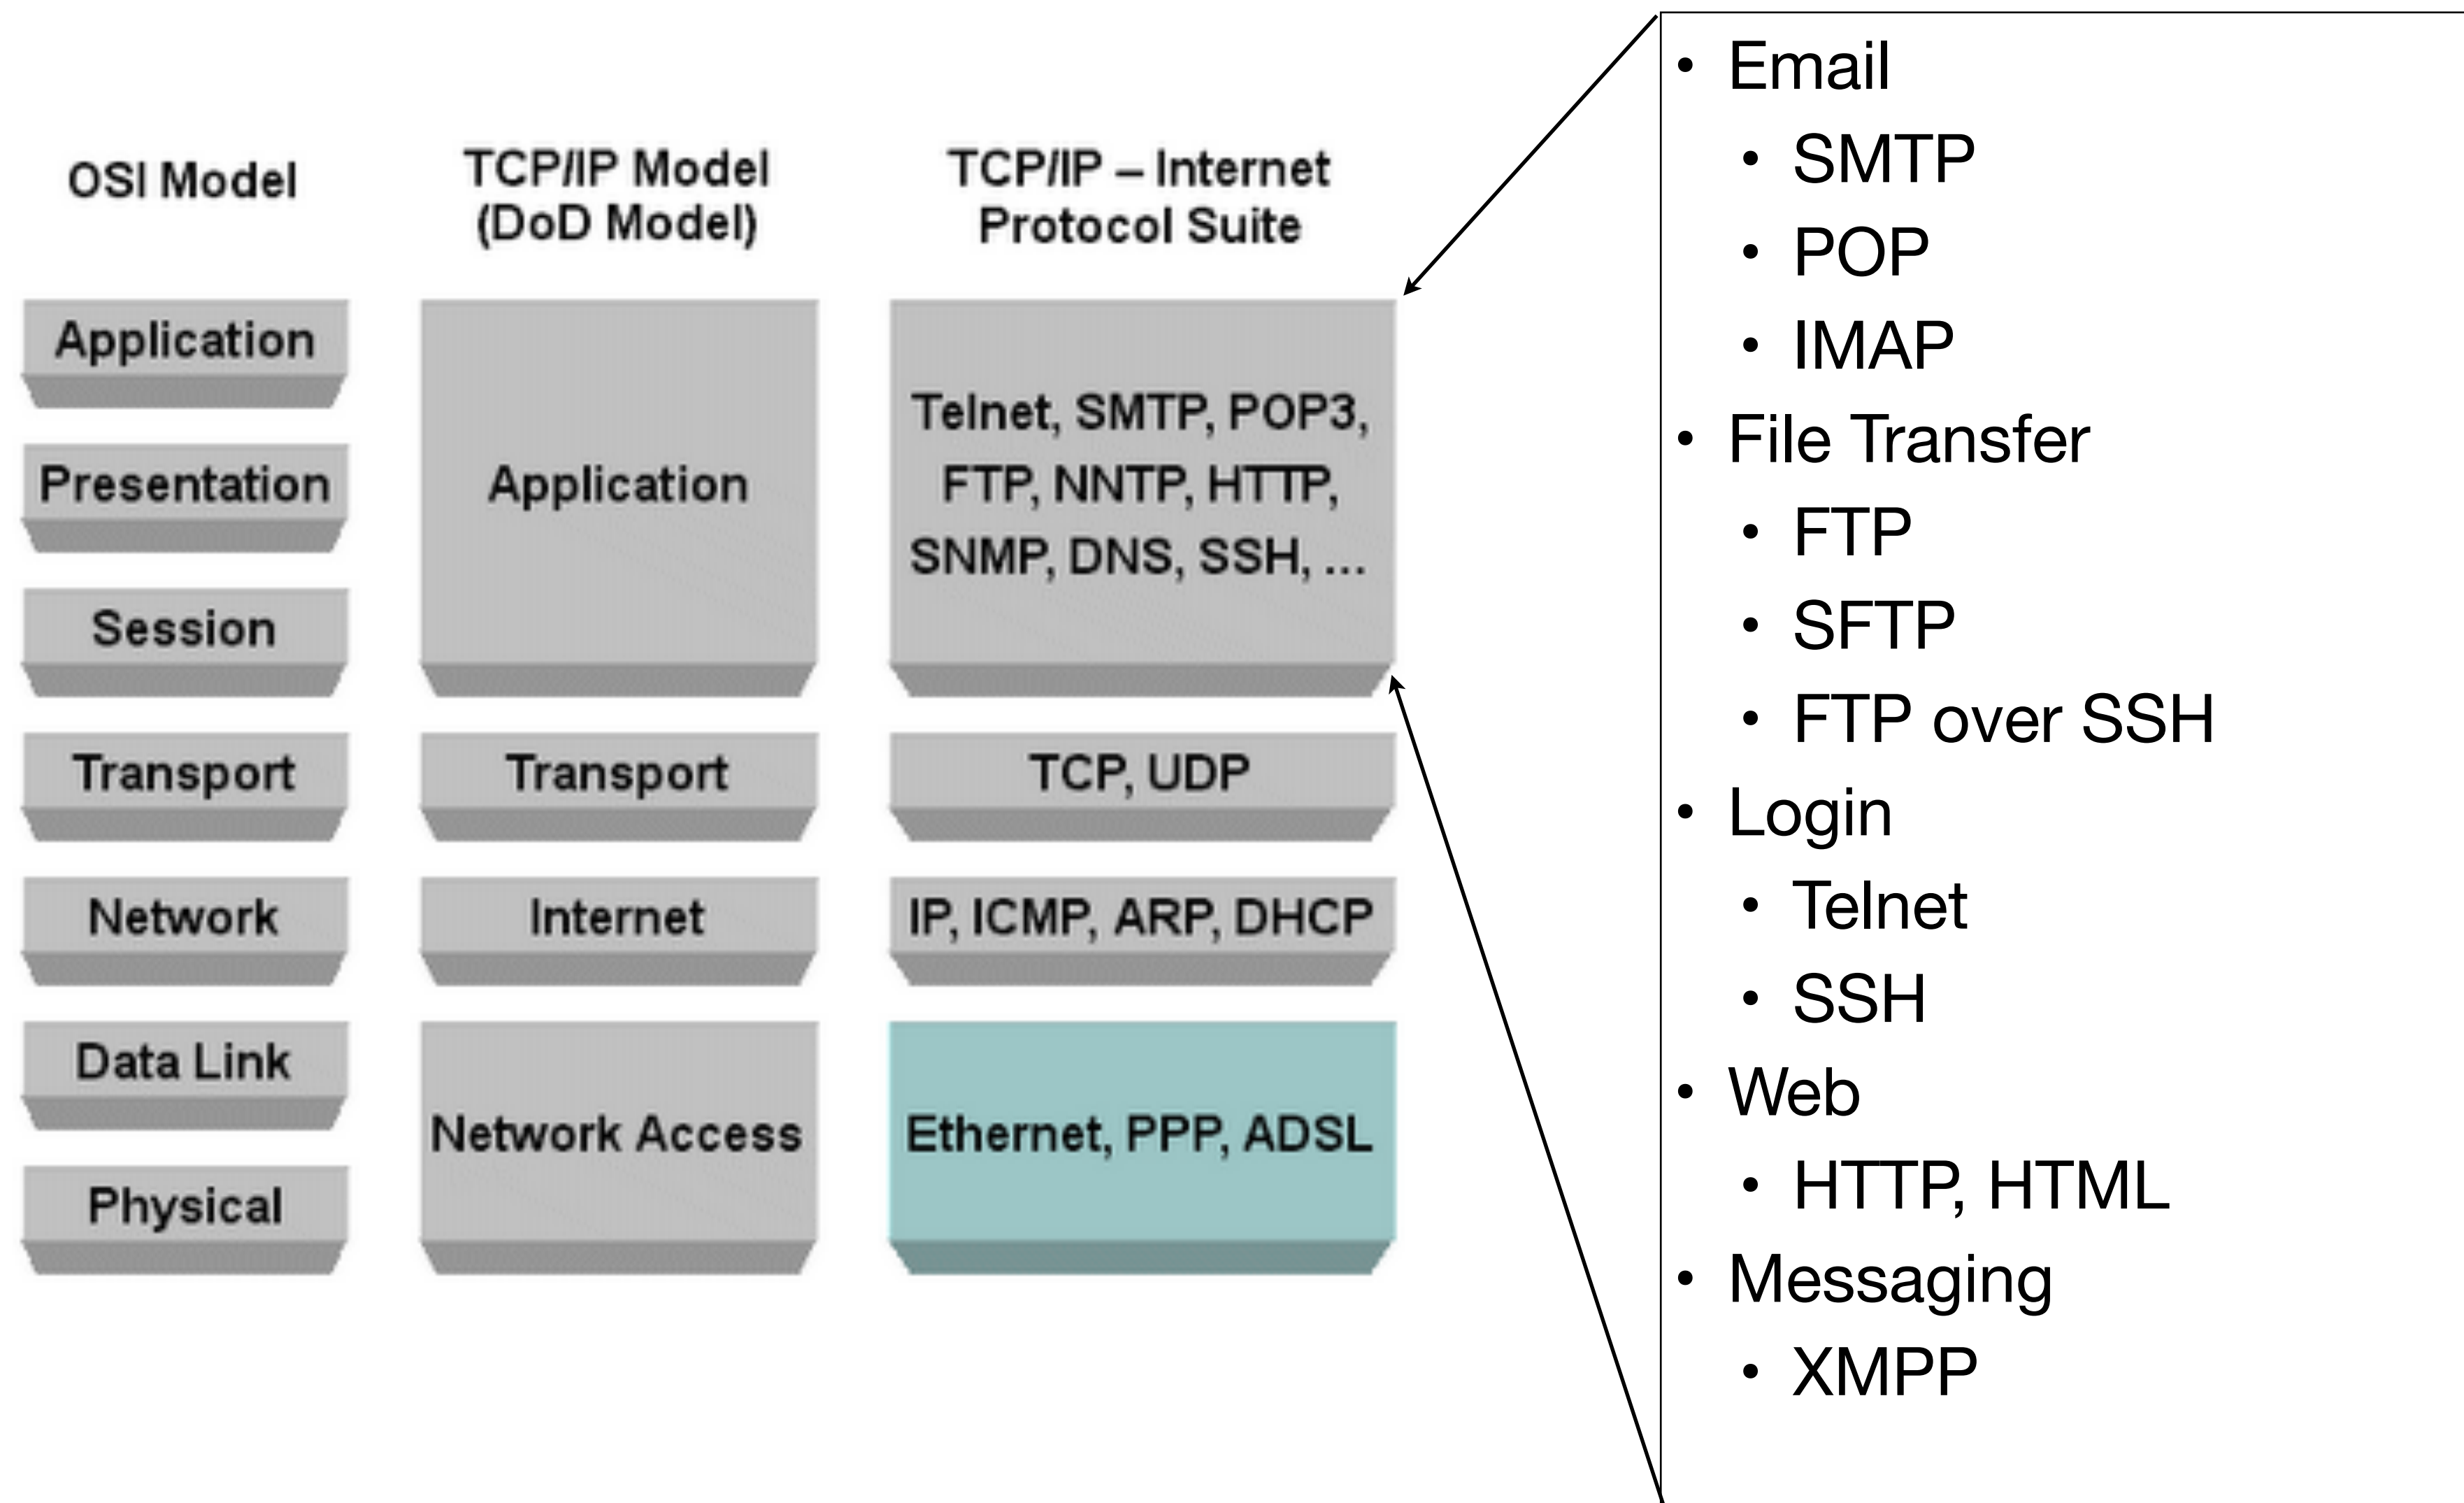 OSI Model
Application
Presentation
Session
Transport
Network
Data Link
Physical
TCP/IP Model
(DoD Model)
Application
Transport
Internet
Network Access
TCP/IP – Internet
Protocol Suite
Telnet, SMTP, POP3,
FTP, NNTP, HTTP,
SNMP, DNS, SSH, ...
TCP, UDP
IP, ICMP, ARP, DHCP
Ethernet, PPP, ADSL
• Email
• SMTP
• POP
• IMAP
• File Transfer
• FTP
• SFTP
• FTP over SSH
• Login
• Telnet
• SSH
• Web
• HTTP, HTML
• Messaging
• XMPP